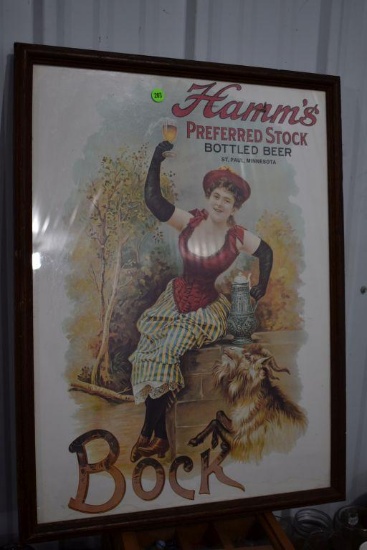 Hamm's
PREFERRED STOCK
BOTTLED BEER
ST. PAUL, MINNESOTA
BOCK